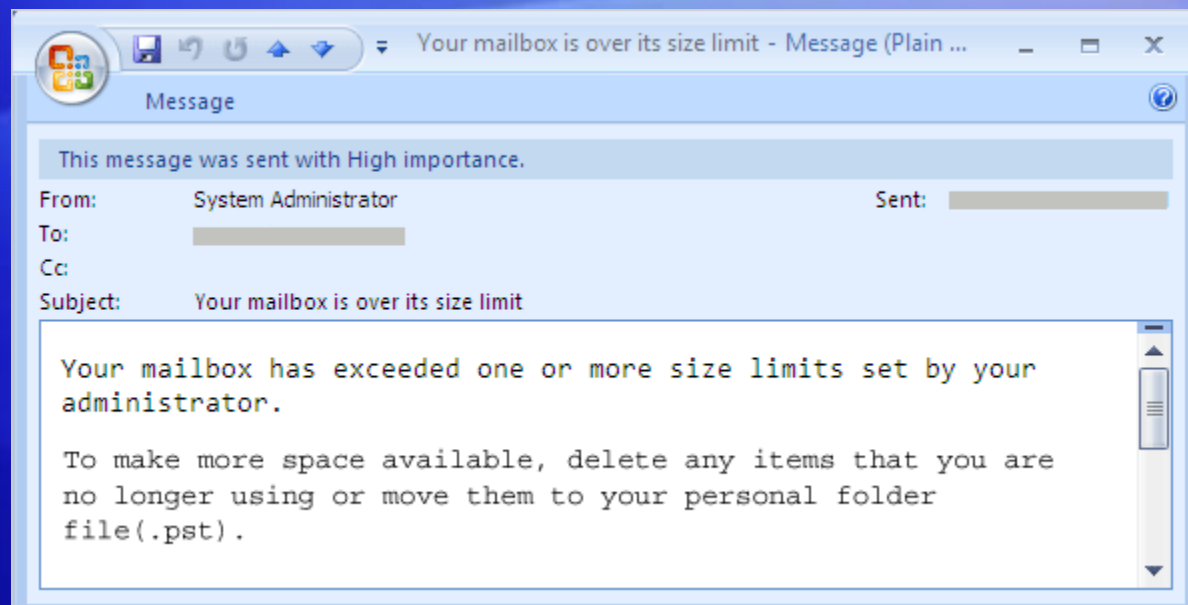 Your mailbox is over its size limit - Message (Plain ...
Message
This message was sent with High importance.
From: System Administrator Sent:
To:
Cc:
Subject: Your mailbox is over its size limit
Your mailbox has exceeded one or more size limits set by your
administrator.
To make more space available, delete any items that you are
no longer using or move them to your personal folder
file(.pst).